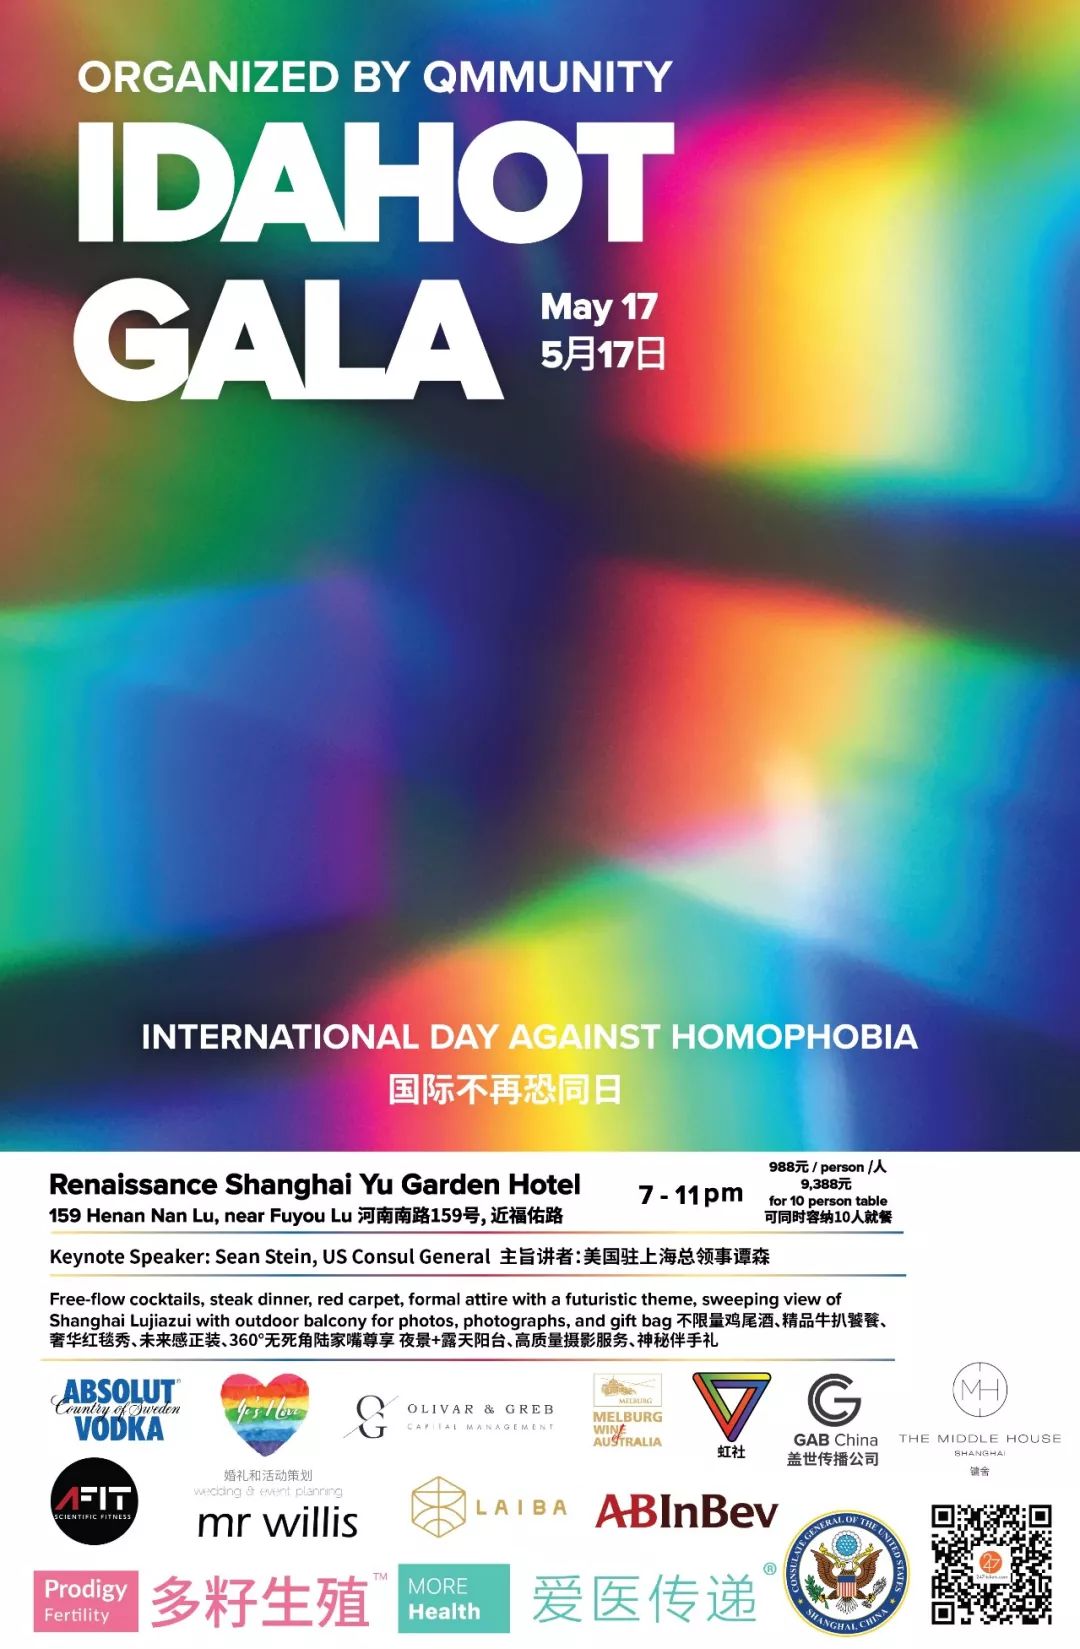 ORGANIZED BY QMMUNITY
IDAHOT
GALA
May 17
5月17日
INTERNATIONAL DAY AGAINST HOMOPHOBIA
国际不再恐同日
Renaissance Shanghai Yu Garden Hotel
159 Henan Nan Lu, near Fuyou Lu 河南南路159号, 近福佑路
7 - 11pm
988元 / person /人
9,388元
for 10 person table
可同时容纳10人就餐
Keynote Speaker: Sean Stein, US Consul General 主旨讲者：美国驻上海总领事谭森
Free-flow cocktails, steak dinner, red carpet, formal attire with a futuristic theme, sweeping view of
Shanghai Lujiazui with outdoor balcony for photos, photographs, and gift bag 不限量鸡尾酒、精品牛扒饕餮、
奢华红毯秀、未来感正装、360°无死角陆家嘴尊享 夜景+露天阳台、高质量摄影服务、神秘伴手礼
ABSOLUT
Country of Sweden
VODKA
婚礼和活动策划
wedding & event planning
OG
OLIVAR & GREB
CAPITAL MANAGEMENT
MELBURG
MELBURG
WINE of
AUSTRALIA
虹社
GAB China
盖世传播公司
MH
THE MIDDLE HOUSE
SHANGHAI
镛舍
AFIT
SCIENTIFIC FITNESS
mr willis
LAIBA
ABInBev
CONSULATE GENERAL OF THE UNITED STATES
SHANGHAI, CHINA
247
Prodigy
Fertility
多籽生殖™
MORE
Health
爱医传递®